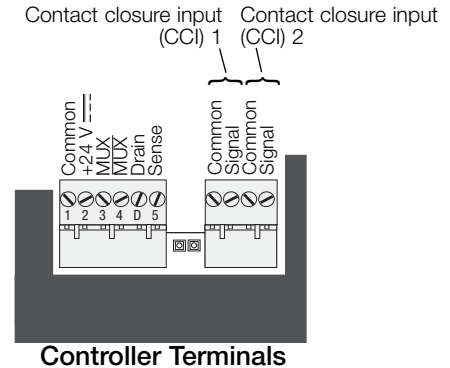 Contact closure input
(CCI) 1
Contact closure input
(CCI) 2
Common
+24 V
MUX
MUX
Drain
Sense
Common
Signal
Common
Signal
1 2 3 4 D 5
Controller Terminals